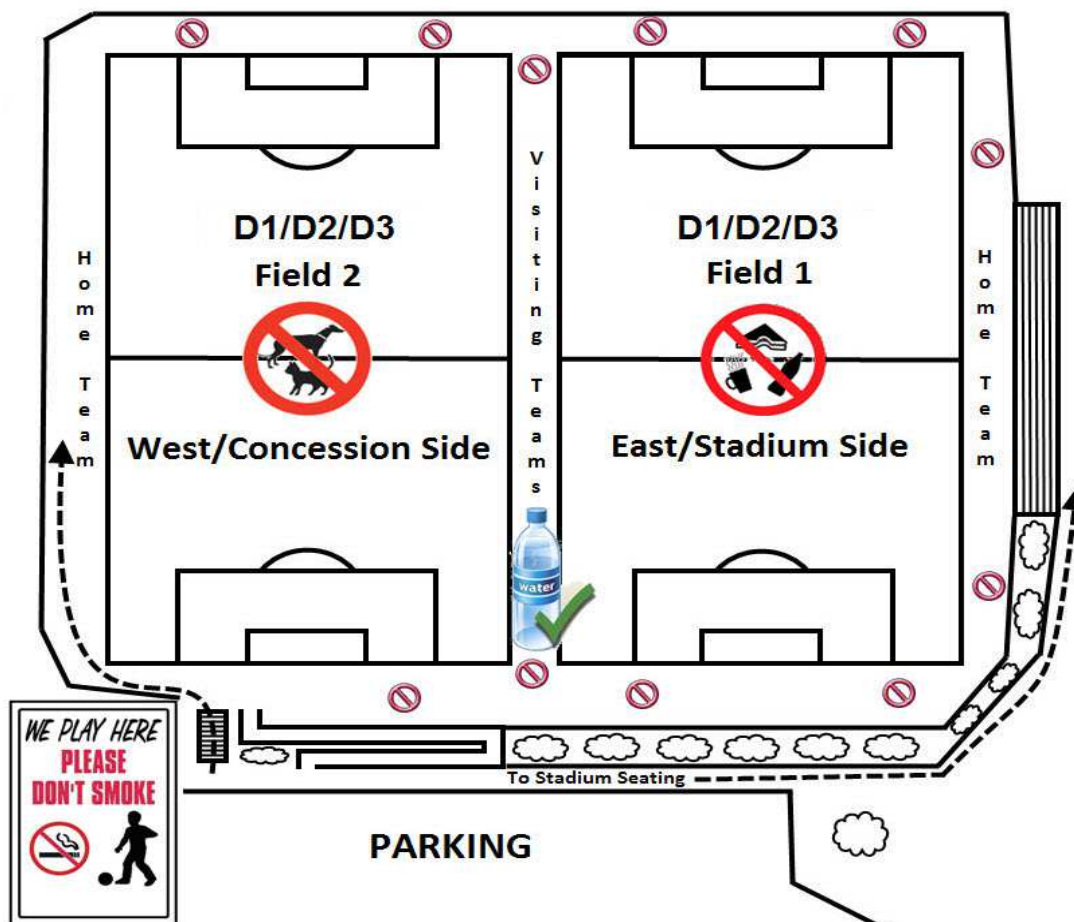 D1/D2/D3
Field 2
West/Concession Side
Home Team
Visiting Teams
D1/D2/D3
Field 1
East/Stadium Side
Home Team
water
To Stadium Seating
WE PLAY HERE
PLEASE
DON'T SMOKE
PARKING